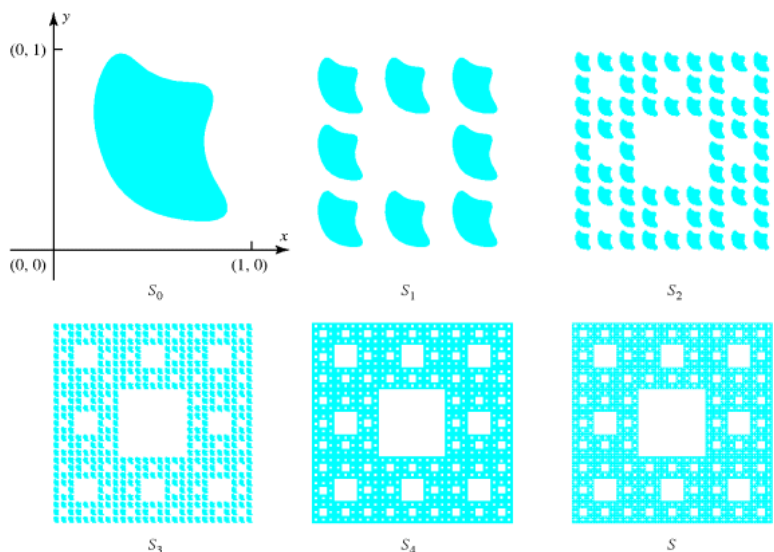 y
(0, 1)
x
(0, 0)
(1, 0)
S₀
S₁
S₂
S₃
S₄
S